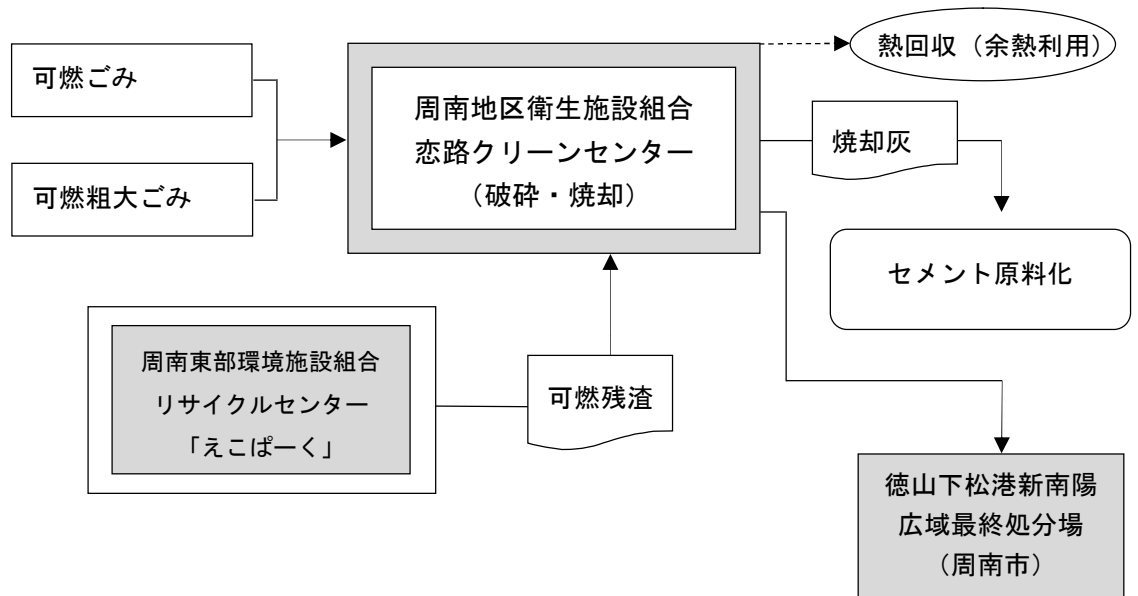 熱回収（余熱利用）
可燃ごみ
可燃粗大ごみ
周南地区衛生施設組合
恋路クリーンセンター
（破砕・焼却）
焼却灰
セメント原料化
周南東部環境施設組合
リサイクルセンター
「えこぱーく」
可燃残渣
徳山下松港新南陽
広域最終処分場
（周南市）